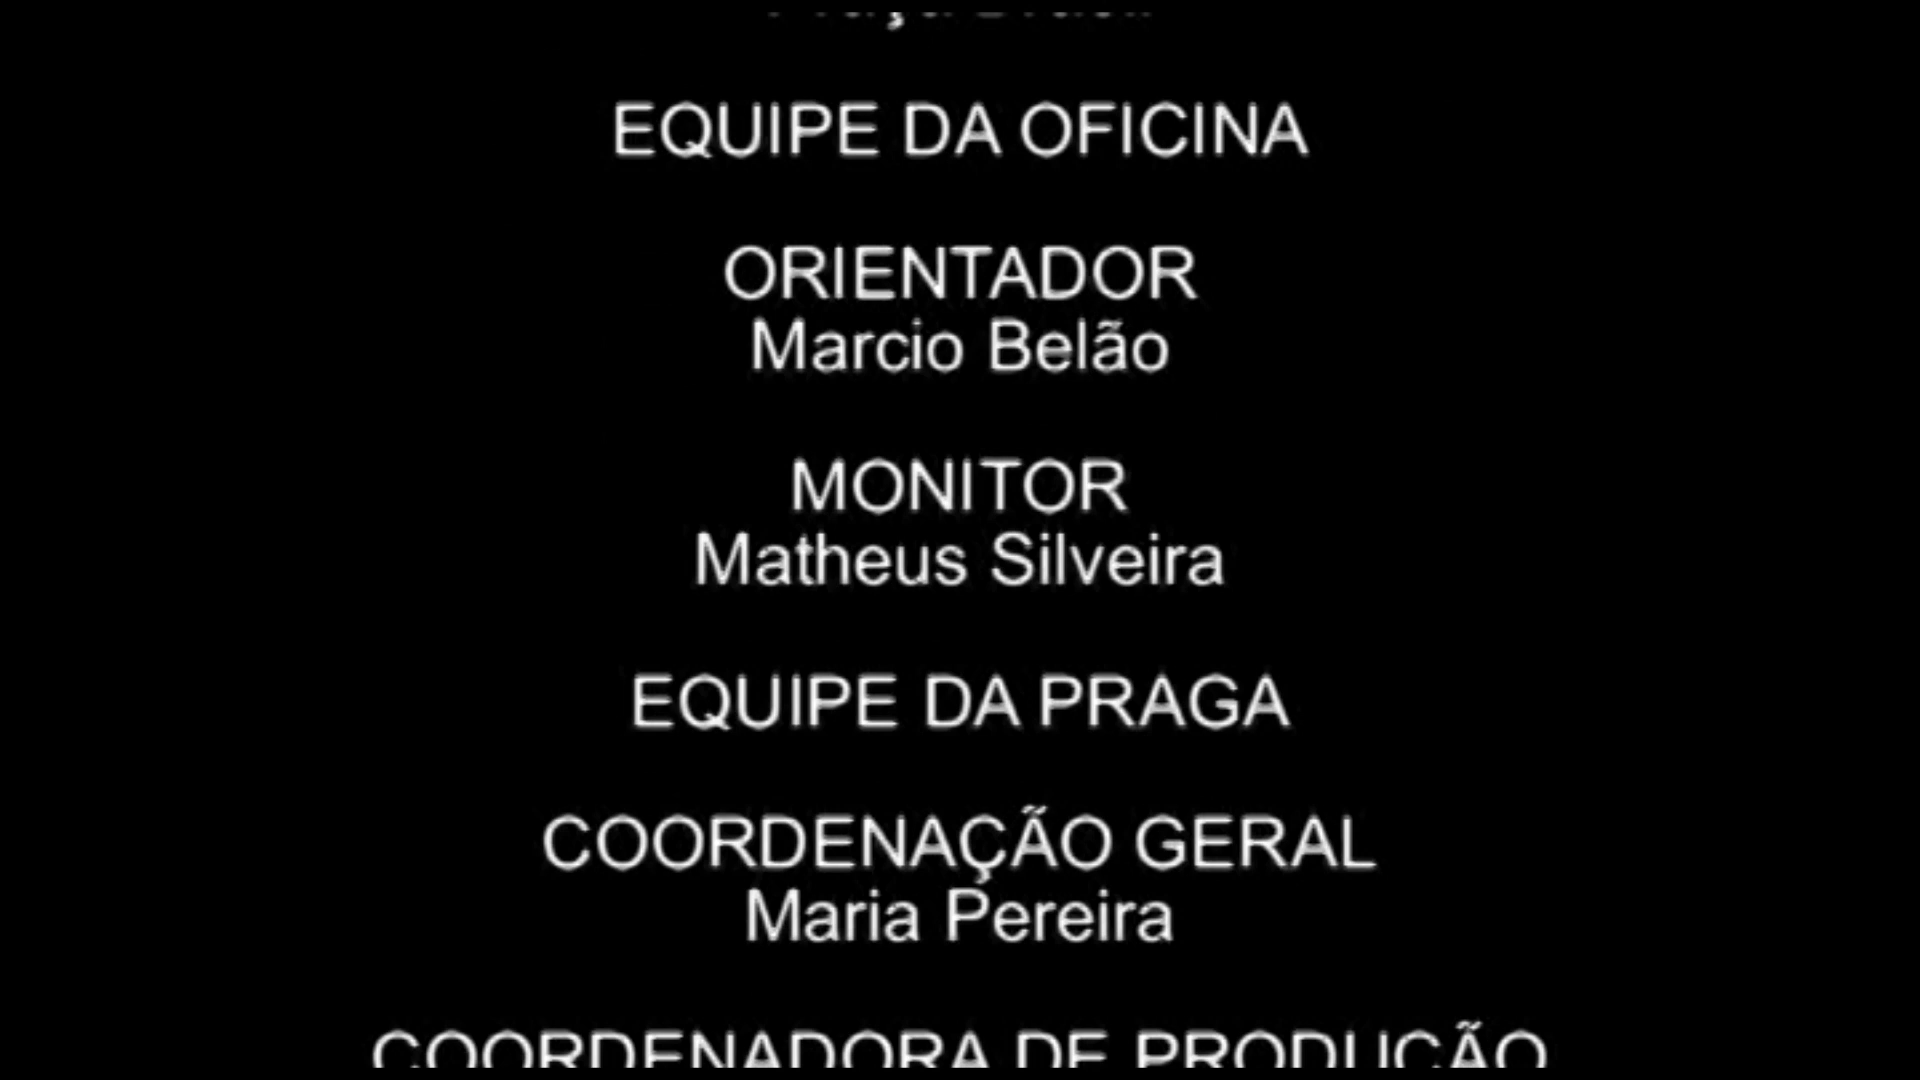 EQUIPE DA OFICINA
ORIENTADOR
Marcio Belão
MONITOR
Matheus Silveira
EQUIPE DA PRAGA
COORDENAÇÃO GERAL
Maria Pereira
COORDENADORA DE PRODUÇÃO